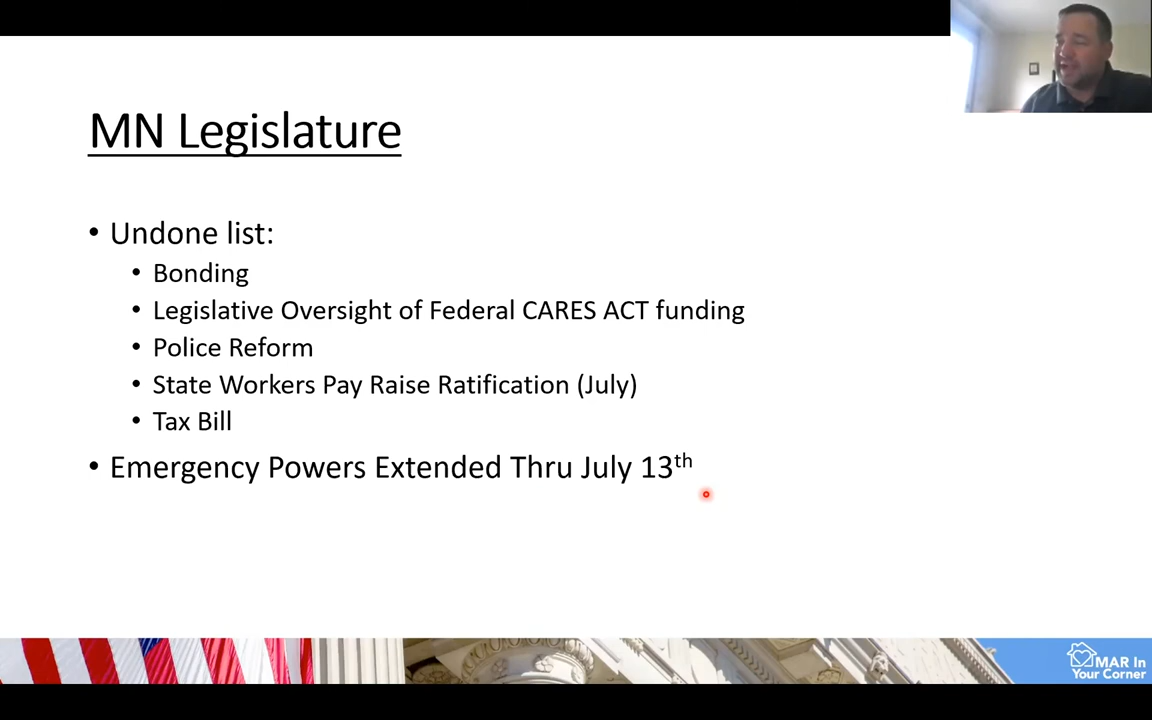 MN Legislature
• Undone list:
• Bonding
• Legislative Oversight of Federal CARES ACT funding
• Police Reform
• State Workers Pay Raise Ratification (July)
• Tax Bill
• Emergency Powers Extended Thru July 13th
MAR In
Your Corner